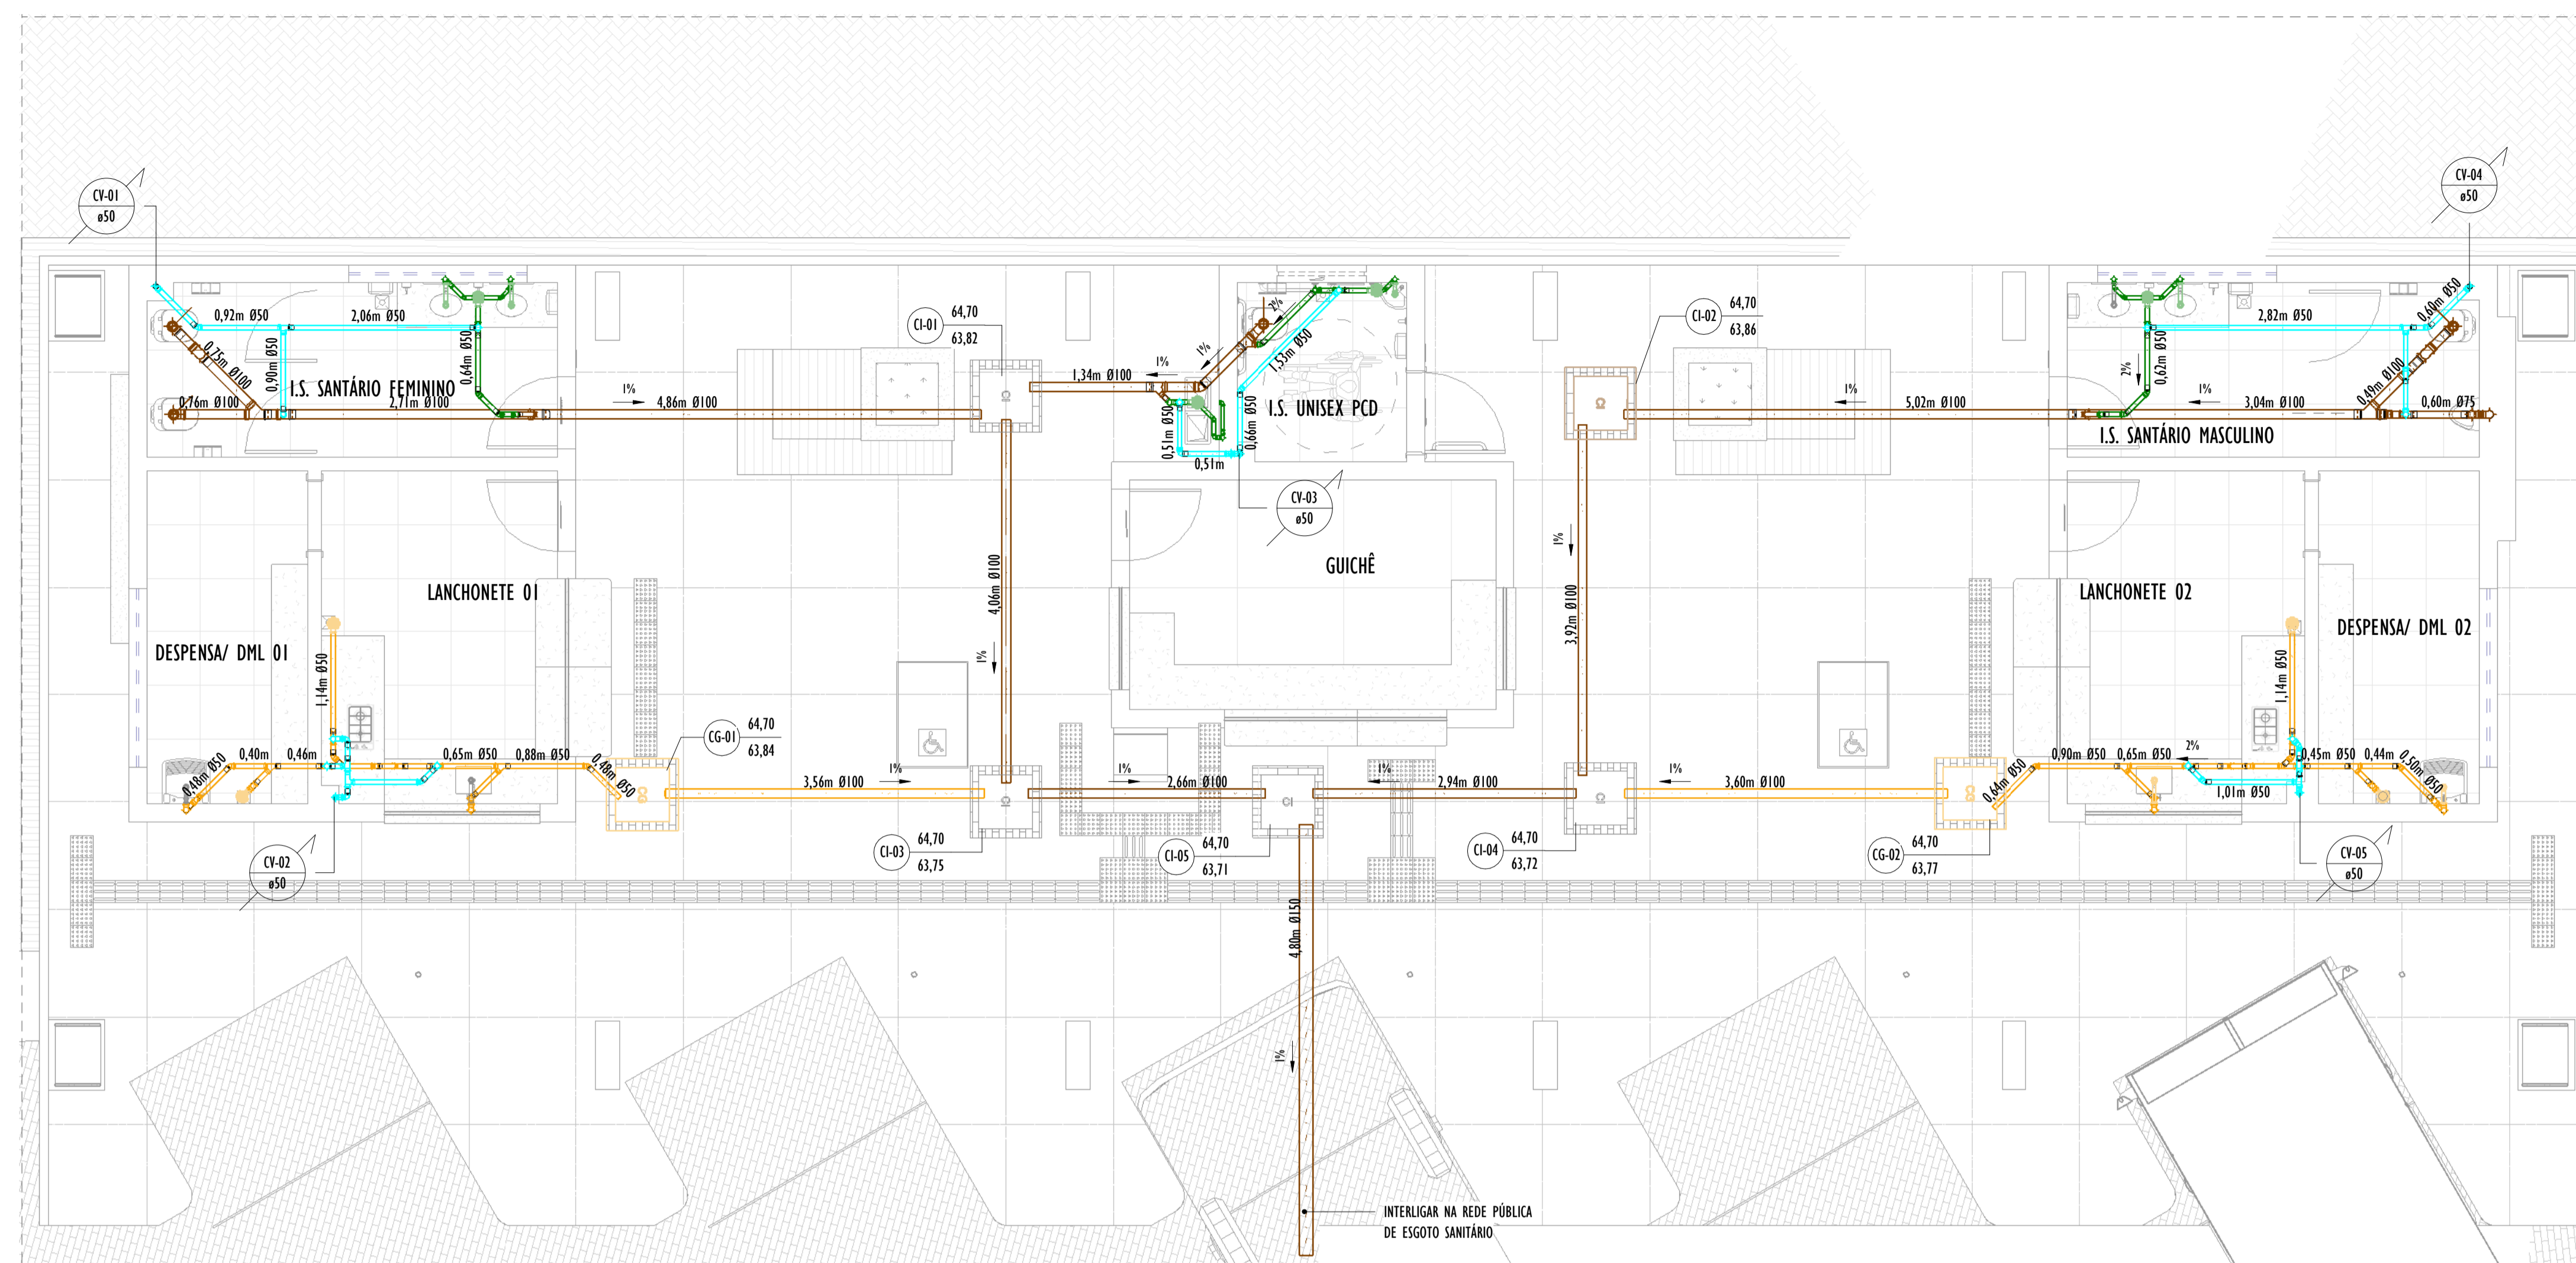 CV-01
ø50
CV-04
ø50
0,92m Ø50
2,06m Ø50
0,75m Ø100
0,90m Ø50
0,64m Ø50
I.S. SANTÁRIO FEMININO
0,76m Ø100
2,71m Ø100
1%
4,86m Ø100
CI-01
64,70
63,82
1%
1,34m Ø100
1%
2%
1,53m Ø50
0,51m Ø50
0,51m
0,66m Ø50
I.S. UNISEX PCD
CV-03
ø50
CI-02
64,70
63,86
CI
CI
1%
5,02m Ø100
2%
0,62m Ø50
2,82m Ø50
0,60m Ø50
0,49m Ø100
1%
3,04m Ø100
0,60m Ø75
I.S. SANTÁRIO MASCULINO
LANCHONETE 01
DESPENSA/ DML 01
1,14m Ø50
4,06m Ø100
1%
GUICHÊ
1%
3,92m Ø100
LANCHONETE 02
DESPENSA/ DML 02
1,14m Ø50
0,48m Ø50
0,40m
0,46m
0,65m Ø50
0,88m Ø50
0,48m Ø50
CG-01
64,70
63,84
CG
3,56m Ø100
1%
CI
1%
2,66m Ø100
CI
1%
2,94m Ø100
CI
1%
3,60m Ø100
CG
0,64m Ø50
0,90m Ø50
0,65m Ø50
2%
1,01m Ø50
0,45m Ø50
0,44m
0,50m Ø50
CV-02
ø50
CI-03
64,70
63,75
CI-05
64,70
63,71
CI-04
64,70
63,72
CG-02
64,70
63,77
CV-05
ø50
4,80m Ø150
1%
INTERLIGAR NA REDE PÚBLICA
DE ESGOTO SANITÁRIO